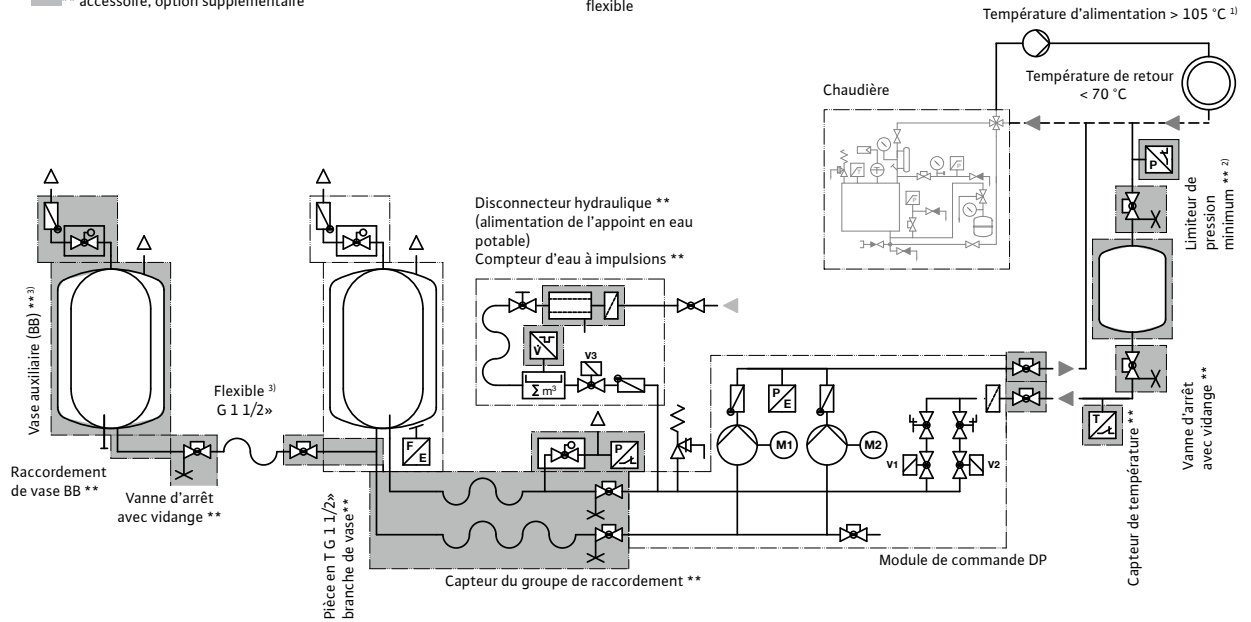 ** accessoire, option supplémentaire
flexible
Température d'alimentation > 105 °C 1)
Température de retour
< 70 °C
Chaudière
P
Limiteur de
pression
minimum ** 2)
Disconnecteur hydraulique **
(alimentation de l'appoint en eau
potable)
Compteur d'eau à impulsions **
V̇
V3
Σ m³
Vase auxiliaire (BB) ** 3)
Flexible 3)
G 1 1/2»
F
E
P
P
E
M1
M2
V1
V2
T
Raccordement
de vase BB **
Vanne d'arrêt
avec vidange **
Pièce en T G 1 1/2»
branche de vase**
Capteur du groupe de raccordement **
Module de commande DP
Capteur de température **
Vanne d'arrêt
avec vidange **